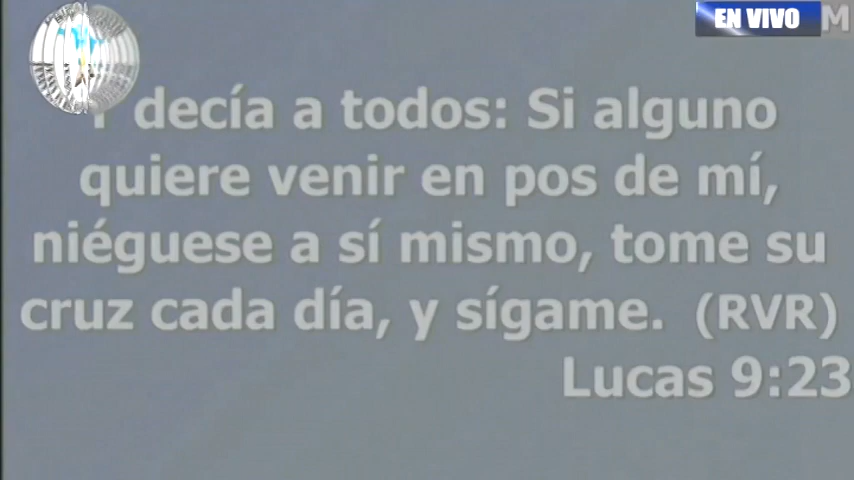 EN VIVO
M
Y decía a todos: Si alguno
quiere venir en pos de mí,
niéguese a sí mismo, tome su
cruz cada día, y sígame. (RVR)
Lucas 9:23